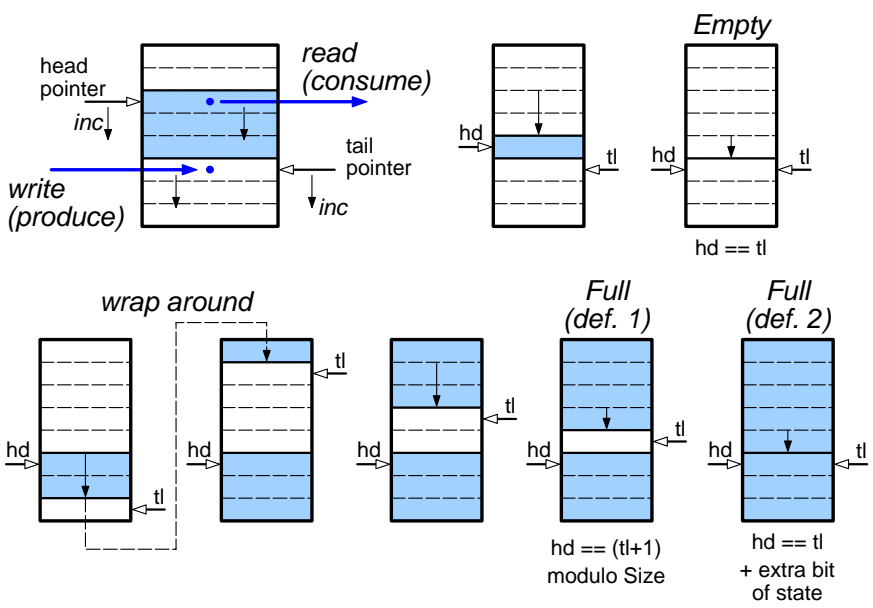 Empty
head
pointer
read
(consume)
inc
tail
pointer
write
(produce)
inc
hd
tl
hd
tl
hd == tl
wrap around
Full
(def. 1)
Full
(def. 2)
hd
tl
hd
tl
hd
tl
hd
tl
hd
tl
hd == (tl+1)
modulo Size
hd == tl
+ extra bit
of state